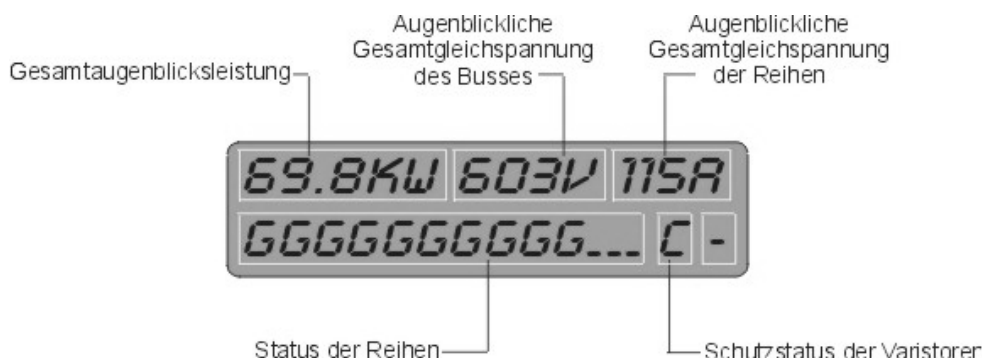 Gesamtaugenblicksleistung
Augenblickliche
Gesamtgleichspannung
des Busses
Augenblickliche
Gesamtgleichspannung
der Reihen
69.8KW 603V 115A
GGGGGGGGGG___ C -
Status der Reihen
Schutzstatus der Varistoren